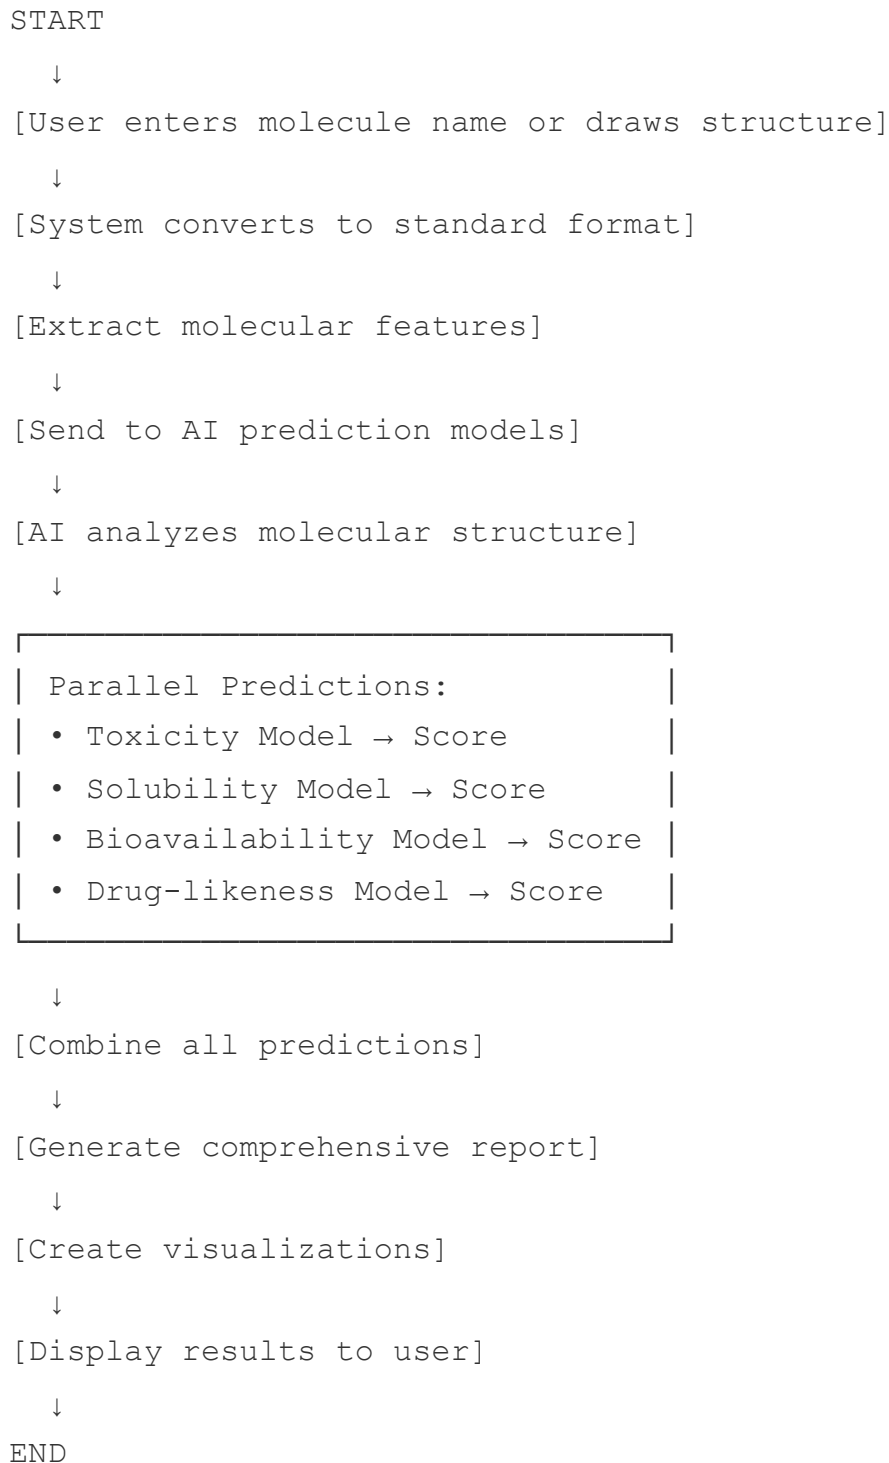 START
↓
[User enters molecule name or draws structure]
↓
[System converts to standard format]
↓
[Extract molecular features]
↓
[Send to AI prediction models]
↓
[AI analyzes molecular structure]
↓
Parallel Predictions:
• Toxicity Model → Score
• Solubility Model → Score
• Bioavailability Model → Score
• Drug-likeness Model → Score
↓
[Combine all predictions]
↓
[Generate comprehensive report]
↓
[Create visualizations]
↓
[Display results to user]
↓
END